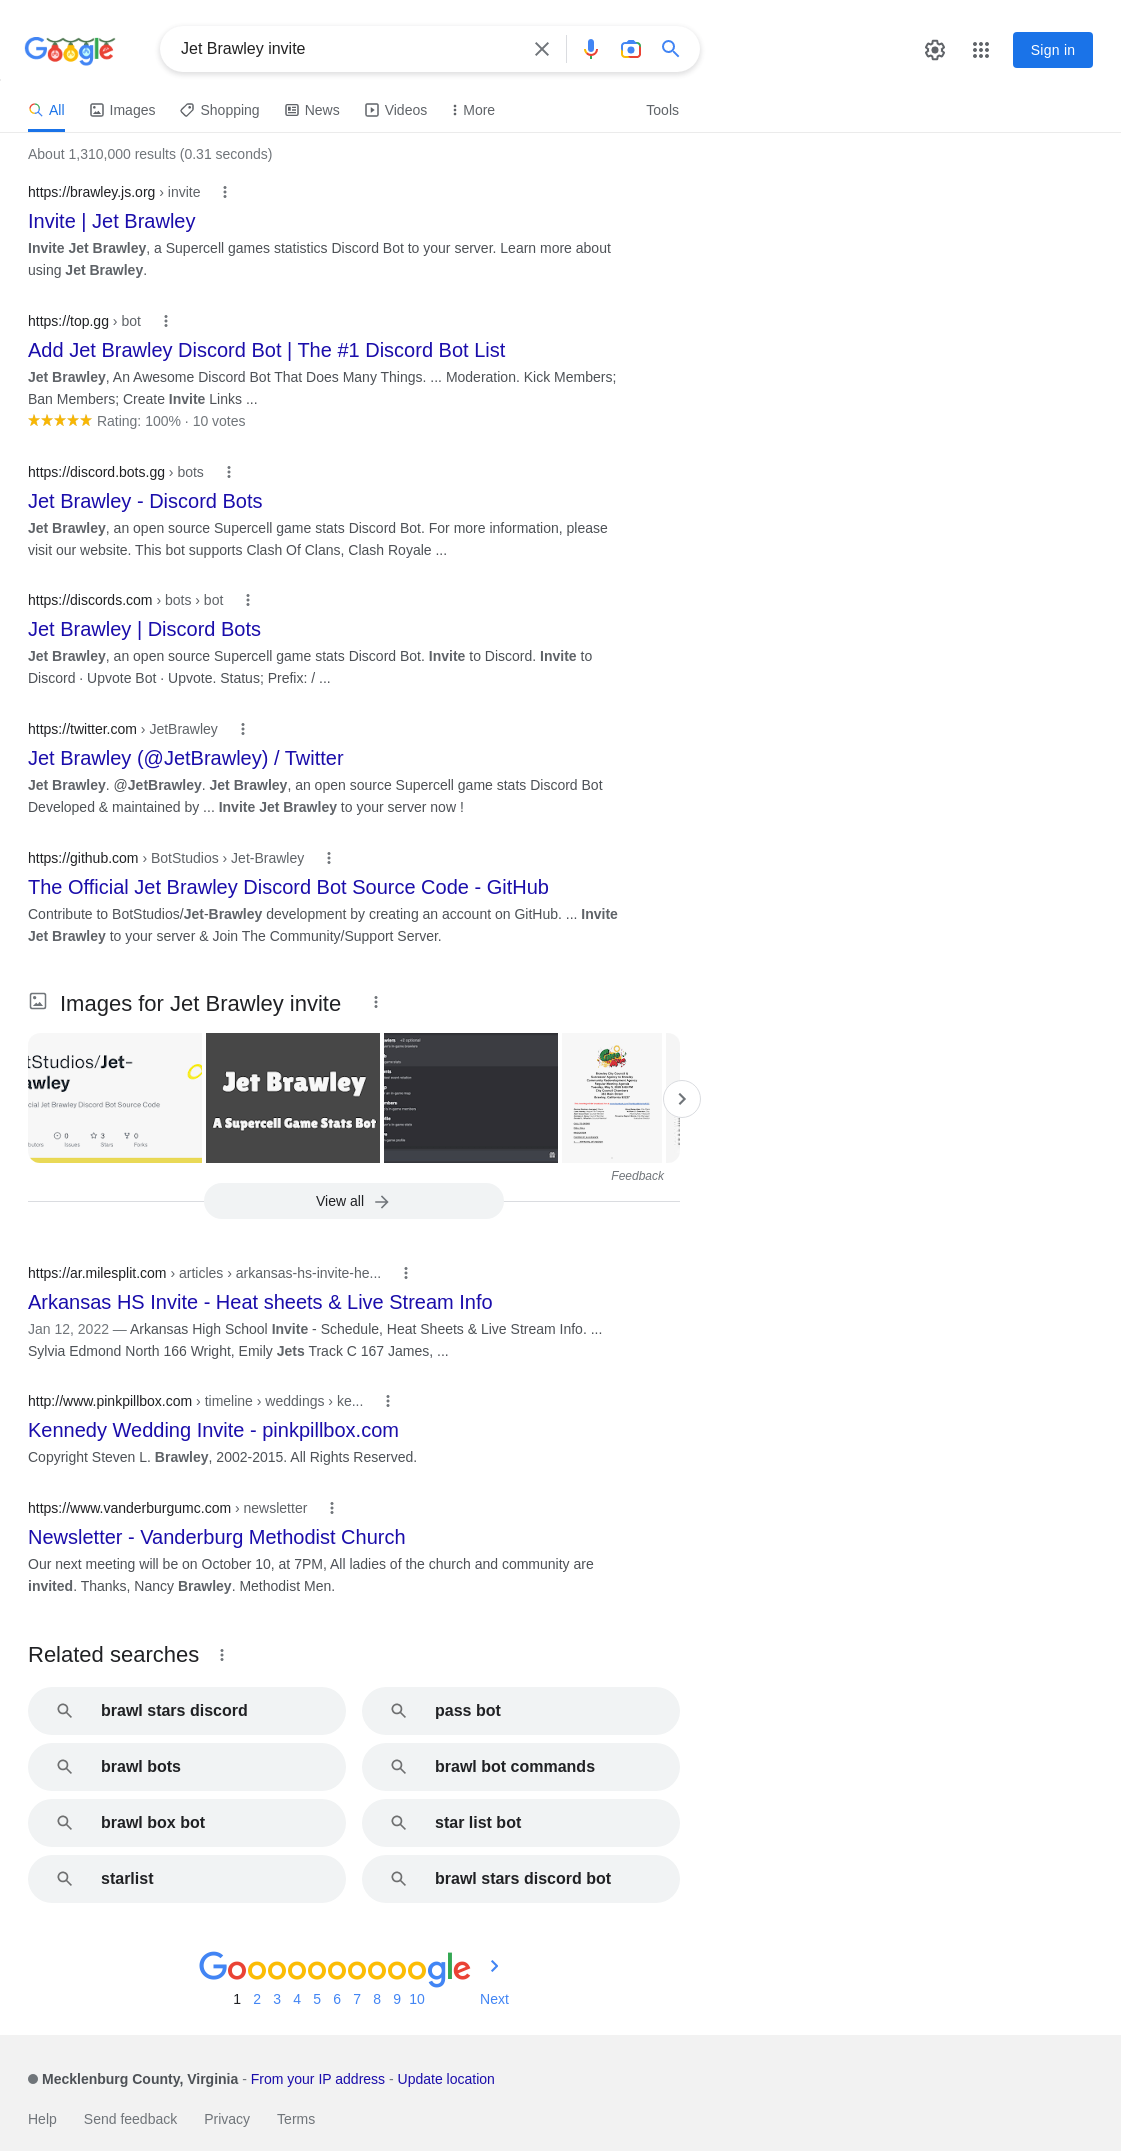 Google
Jet Brawley invite
Sign in
All
Images
Shopping
News
Videos
More
Tools
About 1,310,000 results (0.31 seconds)
https://brawley.js.org › invite
Invite | Jet Brawley
Invite Jet Brawley, a Supercell games statistics Discord Bot to your server. Learn more about
using Jet Brawley.
https://top.gg › bot
Add Jet Brawley Discord Bot | The #1 Discord Bot List
Jet Brawley, An Awesome Discord Bot That Does Many Things. ... Moderation. Kick Members;
Ban Members; Create Invite Links ...
Rating: 100% · 10 votes
https://discord.bots.gg › bots
Jet Brawley - Discord Bots
Jet Brawley, an open source Supercell game stats Discord Bot. For more information, please
visit our website. This bot supports Clash Of Clans, Clash Royale ...
https://discords.com › bots › bot
Jet Brawley | Discord Bots
Jet Brawley, an open source Supercell game stats Discord Bot. Invite to Discord. Invite to
Discord · Upvote Bot · Upvote. Status; Prefix: / ...
https://twitter.com › JetBrawley
Jet Brawley (@JetBrawley) / Twitter
Jet Brawley. @JetBrawley. Jet Brawley, an open source Supercell game stats Discord Bot
Developed & maintained by ... Invite Jet Brawley to your server now !
https://github.com › BotStudios › Jet-Brawley
The Official Jet Brawley Discord Bot Source Code - GitHub
Contribute to BotStudios/Jet-Brawley development by creating an account on GitHub. ... Invite
Jet Brawley to your server & Join The Community/Support Server.
Images for Jet Brawley invite
tStudios/Jet-
awley
cial Jet Brawley Discord Bot Source Code
0
3
0
Issues
Stars
Forks
Jet Brawley
A Supercell Game Stats Bot
Feedback
View all
https://ar.milesplit.com › articles › arkansas-hs-invite-he...
Arkansas HS Invite - Heat sheets & Live Stream Info
Jan 12, 2022 — Arkansas High School Invite - Schedule, Heat Sheets & Live Stream Info. ...
Sylvia Edmond North 166 Wright, Emily Jets Track C 167 James, ...
http://www.pinkpillbox.com › timeline › weddings › ke...
Kennedy Wedding Invite - pinkpillbox.com
Copyright Steven L. Brawley, 2002-2015. All Rights Reserved.
https://www.vanderburgumc.com › newsletter
Newsletter - Vanderburg Methodist Church
Our next meeting will be on October 10, at 7PM, All ladies of the church and community are
invited. Thanks, Nancy Brawley. Methodist Men.
Related searches
brawl stars discord
pass bot
brawl bots
brawl bot commands
brawl box bot
star list bot
starlist
brawl stars discord bot
Goooooooooogle
1 2 3 4 5 6 7 8 9 10 Next
Mecklenburg County, Virginia - From your IP address - Update location
Help Send feedback Privacy Terms